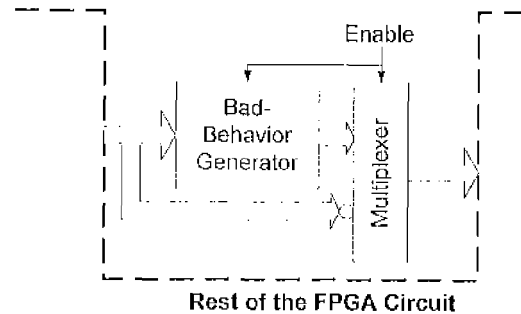 Enable
Bad-
Behavior
Generator
Multiplexer
Rest of the FPGA Circuit